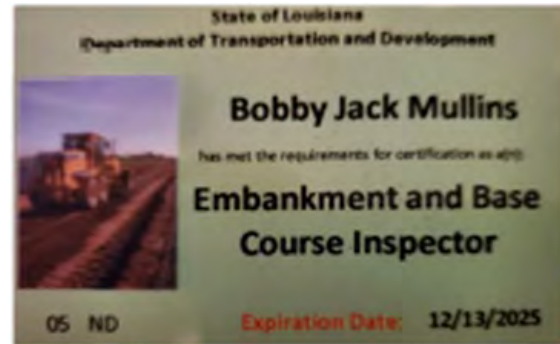 State of Louisiana
Department of Transportation and Development
Bobby Jack Mullins
has met the requirements for certification as a(n):
Embankment and Base
Course Inspector
05 ND
Expiration Date: 12/13/2025